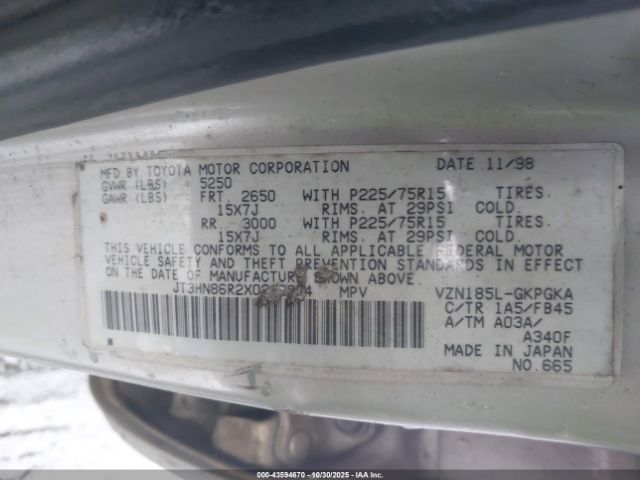 MFD BY TOYOTA MOTOR CORPORATION DATE 11/98
GVWR (LBS) : 5250
GAWR (LBS) : FRT. 2650 WITH P225/75R15 TIRES.
15X7J RIMS. AT 29PSI COLD.
RR. 3000 WITH P225/75R15 TIRES.
15X7J RIMS. AT 29PSI COLD.
THIS VEHICLE CONFORMS TO ALL APPLICABLE FEDERAL MOTOR
VEHICLE SAFETY AND THEFT PREVENTION STANDARDS IN EFFECT
ON THE DATE OF MANUFACTURE SHOWN ABOVE.
MPV VZN185L-GKPGKA
C/TR 1A5/FB45
A/TM A03A/
A340F
MADE IN JAPAN
NO.665
000-43594670 • 10/30/2025 • IAAI.com